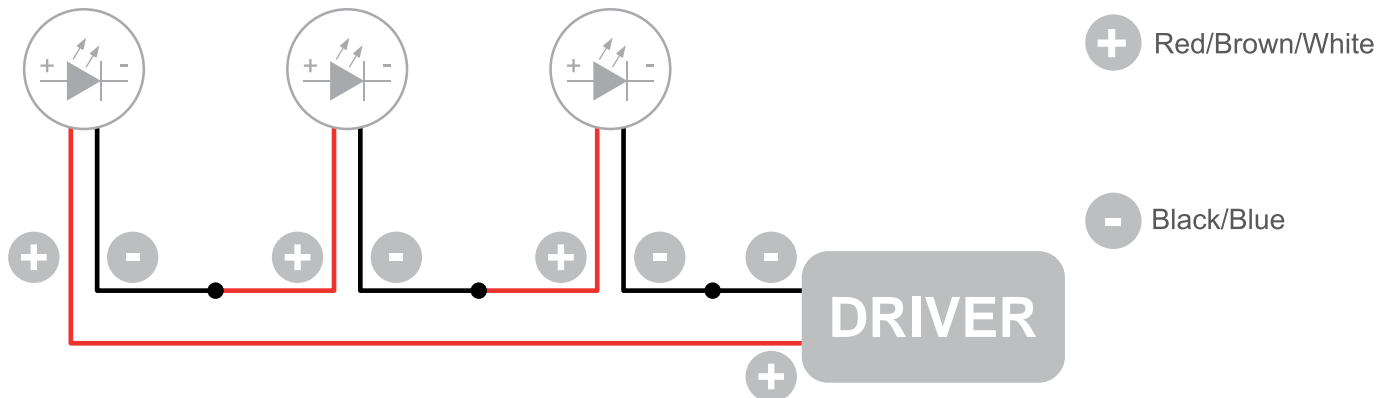 + - + - + -
+ Red/Brown/White
+ - + - + - -
- Black/Blue
DRIVER
+